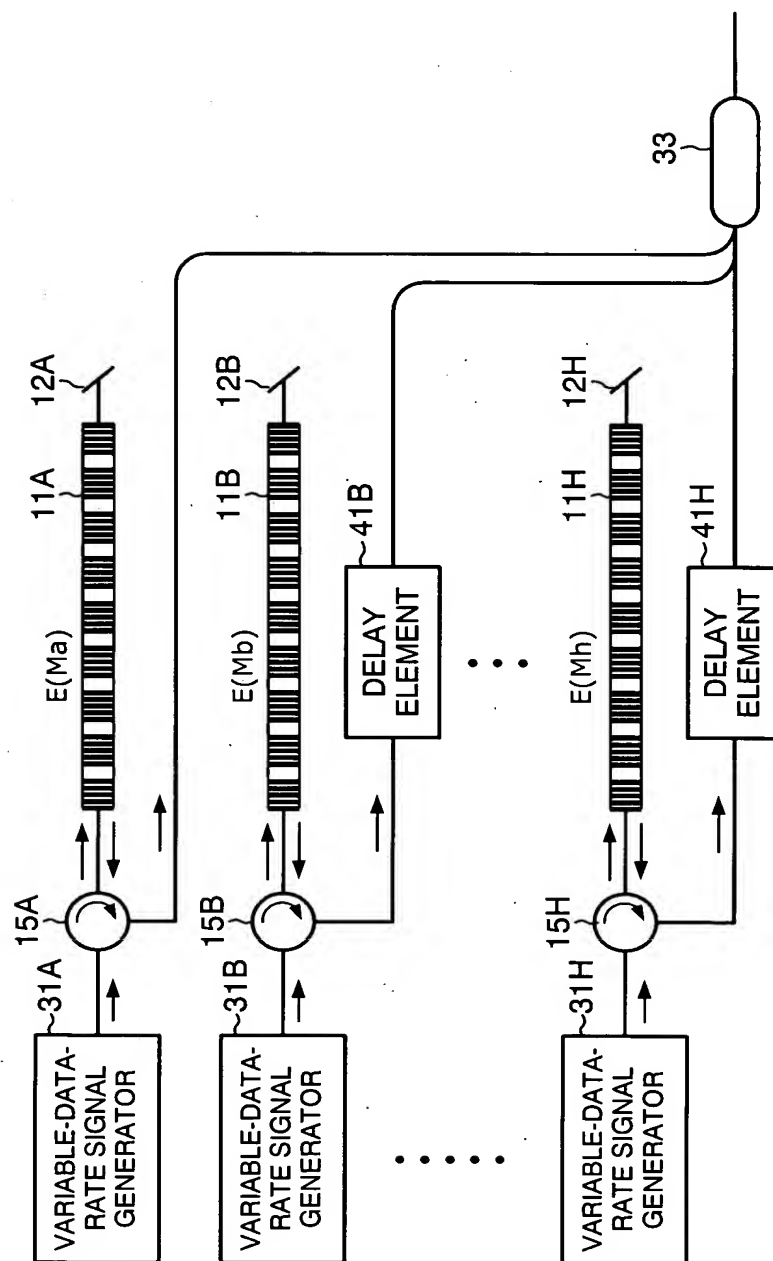 VARIABLE-DATA-
RATE SIGNAL
GENERATOR
31A
15A
E(Ma)
11A
12A
VARIABLE-DATA-
RATE SIGNAL
GENERATOR
31B
15B
E(Mb)
11B
12B
DELAY
ELEMENT
41B
VARIABLE-DATA-
RATE SIGNAL
GENERATOR
31H
15H
E(Mh)
11H
12H
DELAY
ELEMENT
41H
33